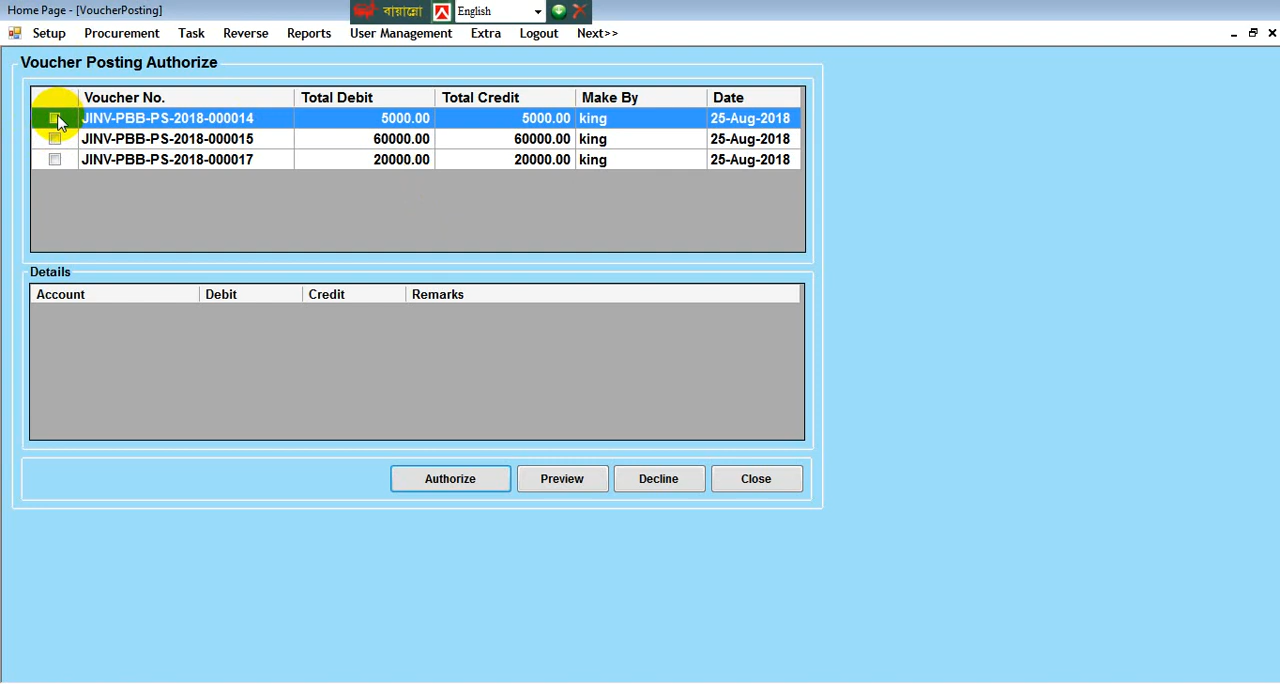 Home Page - [VoucherPosting]
বায়ান্নো English
Setup Procurement Task Reverse Reports User Management Extra Logout Next>>
Voucher Posting Authorize
Voucher No. Total Debit Total Credit Make By Date
JINV-PBB-PS-2018-000014 5000.00 5000.00 king 25-Aug-2018
JINV-PBB-PS-2018-000015 60000.00 60000.00 king 25-Aug-2018
JINV-PBB-PS-2018-000017 20000.00 20000.00 king 25-Aug-2018
Details
Account Debit Credit Remarks
Authorize Preview Decline Close